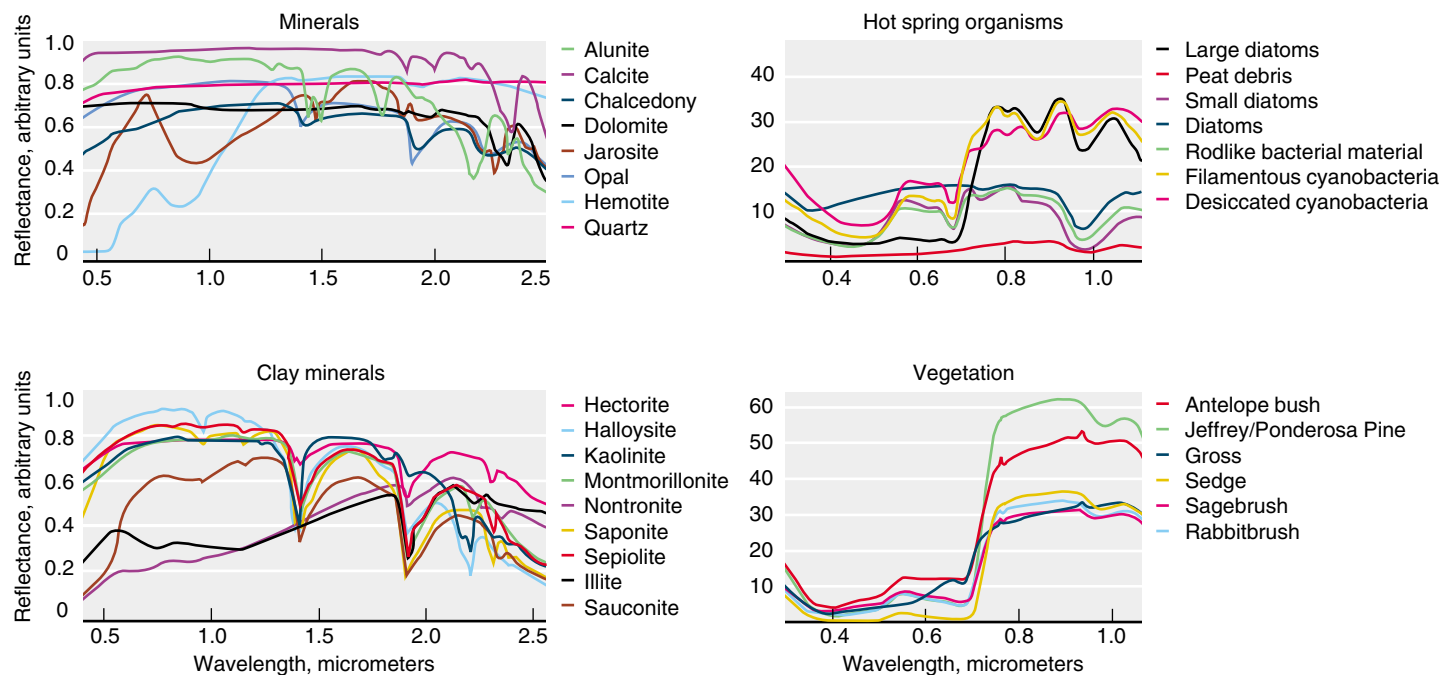 Minerals
Reflectance, arbitrary units
1.0
0.8
0.6
0.4
0.2
0
0.5
1.0
1.5
2.0
2.5
Alunite
Calcite
Chalcedony
Dolomite
Jarosite
Opal
Hemotite
Quartz
Hot spring organisms
40
30
20
10
0.4
0.6
0.8
1.0
Large diatoms
Peat debris
Small diatoms
Diatoms
Rodlike bacterial material
Filamentous cyanobacteria
Desiccated cyanobacteria
Clay minerals
Reflectance, arbitrary units
1.0
0.8
0.6
0.4
0.2
0
0.5
1.0
1.5
2.0
2.5
Wavelength, micrometers
Hectorite
Halloysite
Kaolinite
Montmorillonite
Nontronite
Saponite
Sepiolite
Illite
Sauconite
Vegetation
60
50
40
30
20
10
0.4
0.6
0.8
1.0
Wavelength, micrometers
Antelope bush
Jeffrey/Ponderosa Pine
Gross
Sedge
Sagebrush
Rabbitbrush